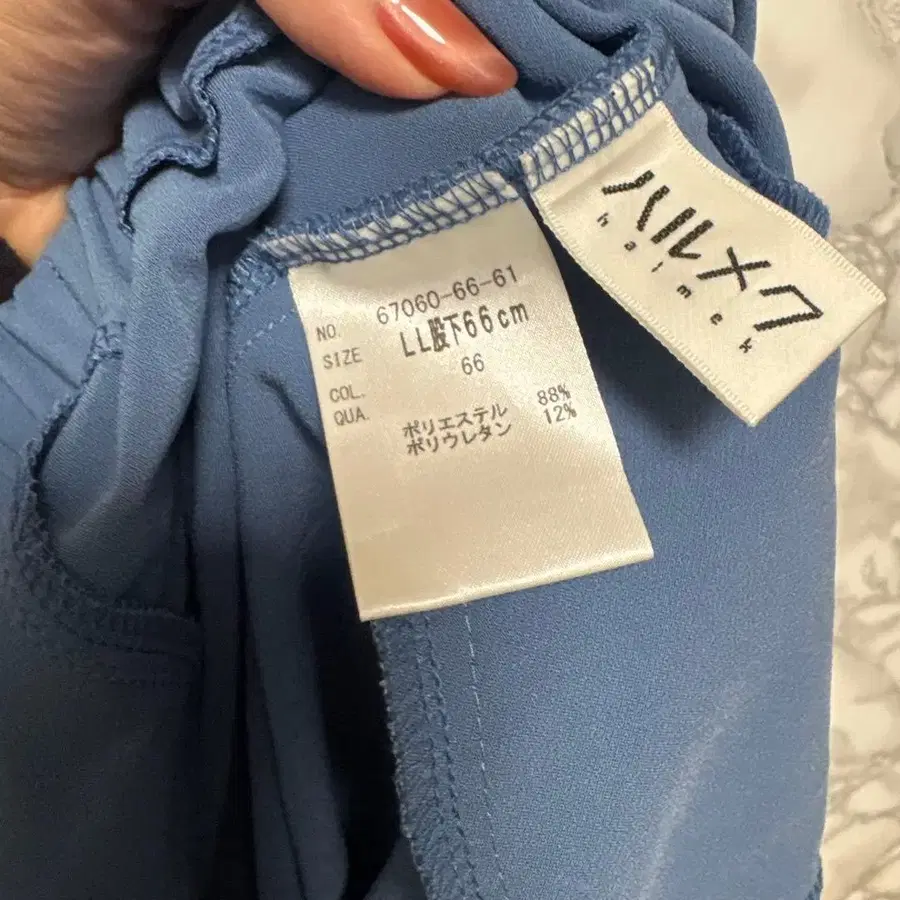 ハルメク
halmek
NO. 67060-66-61
SIZE LL股下66cm
COL. 66
QUA. ポリエステル 88%
ポリウレタン 12%